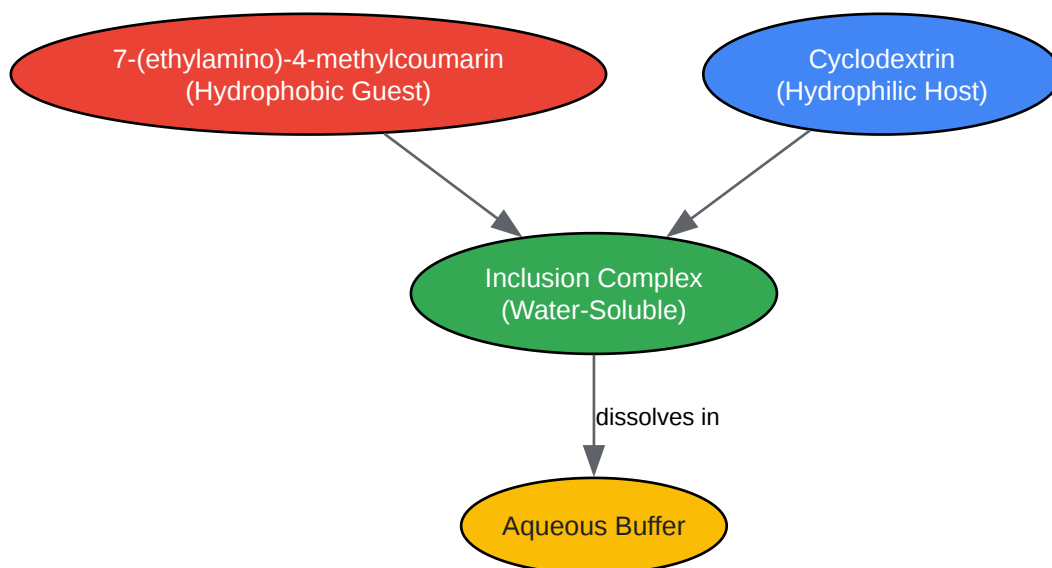 7-(ethylamino)-4-methylcoumarin
(Hydrophobic Guest)
Cyclodextrin
(Hydrophilic Host)
Inclusion Complex
(Water-Soluble)
dissolves in
Aqueous Buffer